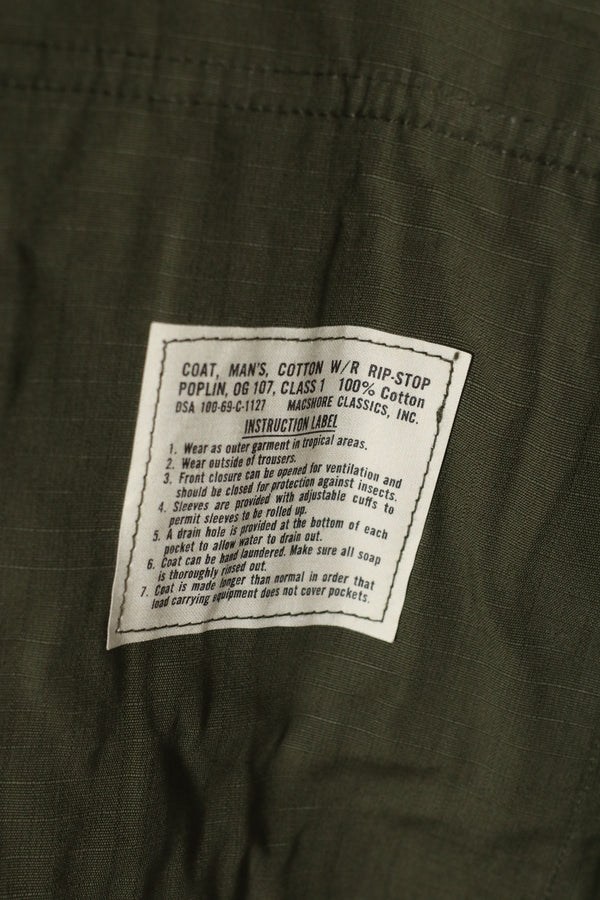 COAT, MAN'S, COTTON W/R RIP-STOP
POPLIN, OG 107, CLASS 1 100% Cotton
DSA 100-69-C-1127 MACSHORE CLASSICS, INC.
INSTRUCTION LABEL
1. Wear as outer garment in tropical areas.
2. Wear outside of trousers.
3. Front closure can be opened for ventilation and
should be closed for protection against insects.
4. Sleeves are provided with adjustable cuffs to
permit sleeves to be rolled up.
5. A drain hole is provided at the bottom of each
pocket to allow water to drain out.
6. Coat can be hand laundered. Make sure all soap
is thoroughly rinsed out.
7. Coat is made longer than normal in order that
load carrying equipment does not cover pockets.